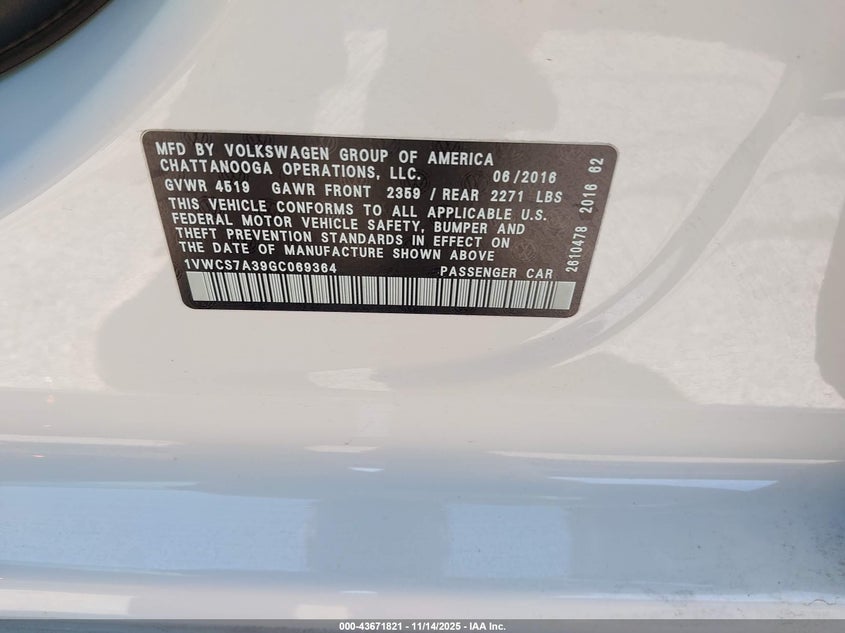 MFD BY VOLKSWAGEN GROUP OF AMERICA
CHATTANOOGA OPERATIONS, LLC. 06/2016
GVWR 4519 GAWR FRONT 2359 / REAR 2271 LBS
THIS VEHICLE CONFORMS TO ALL APPLICABLE U.S.
FEDERAL MOTOR VEHICLE SAFETY, BUMPER AND
THEFT PREVENTION STANDARDS IN EFFECT ON
THE DATE OF MANUFACTURE SHOWN ABOVE
1VWCS7A39GC069364 PASSENGER CAR
2610478 2016 62
000-43671821 - 11/14/2025 - IAA Inc.